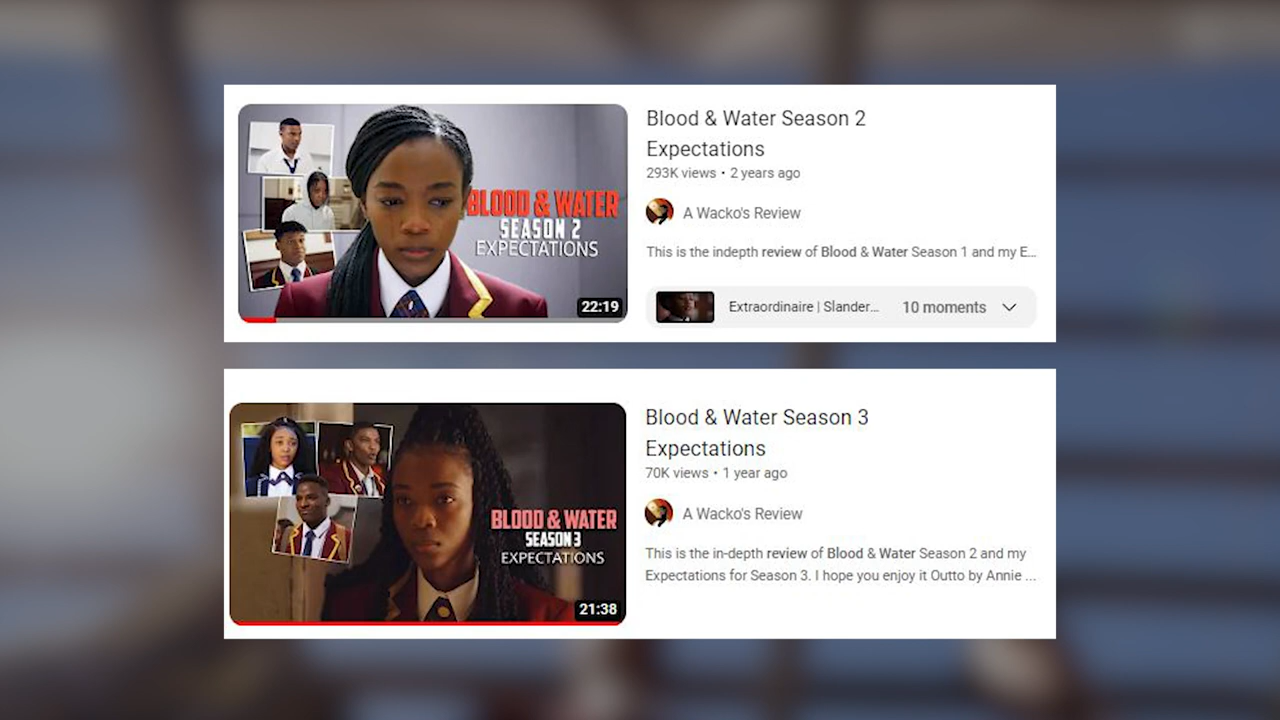 BLOOD & WATER
SEASON 2
EXPECTATIONS
22:19
Blood & Water Season 2
Expectations
293K views • 2 years ago
A Wacko's Review
This is the indepth review of Blood & Water Season 1 and my E...
Extraordinaire | Slander... 10 moments
BLOOD & WATER
SEASON 3
EXPECTATIONS
21:38
Blood & Water Season 3
Expectations
70K views • 1 year ago
A Wacko's Review
This is the in-depth review of Blood & Water Season 2 and my
Expectations for Season 3. I hope you enjoy it Outto by Annie ...